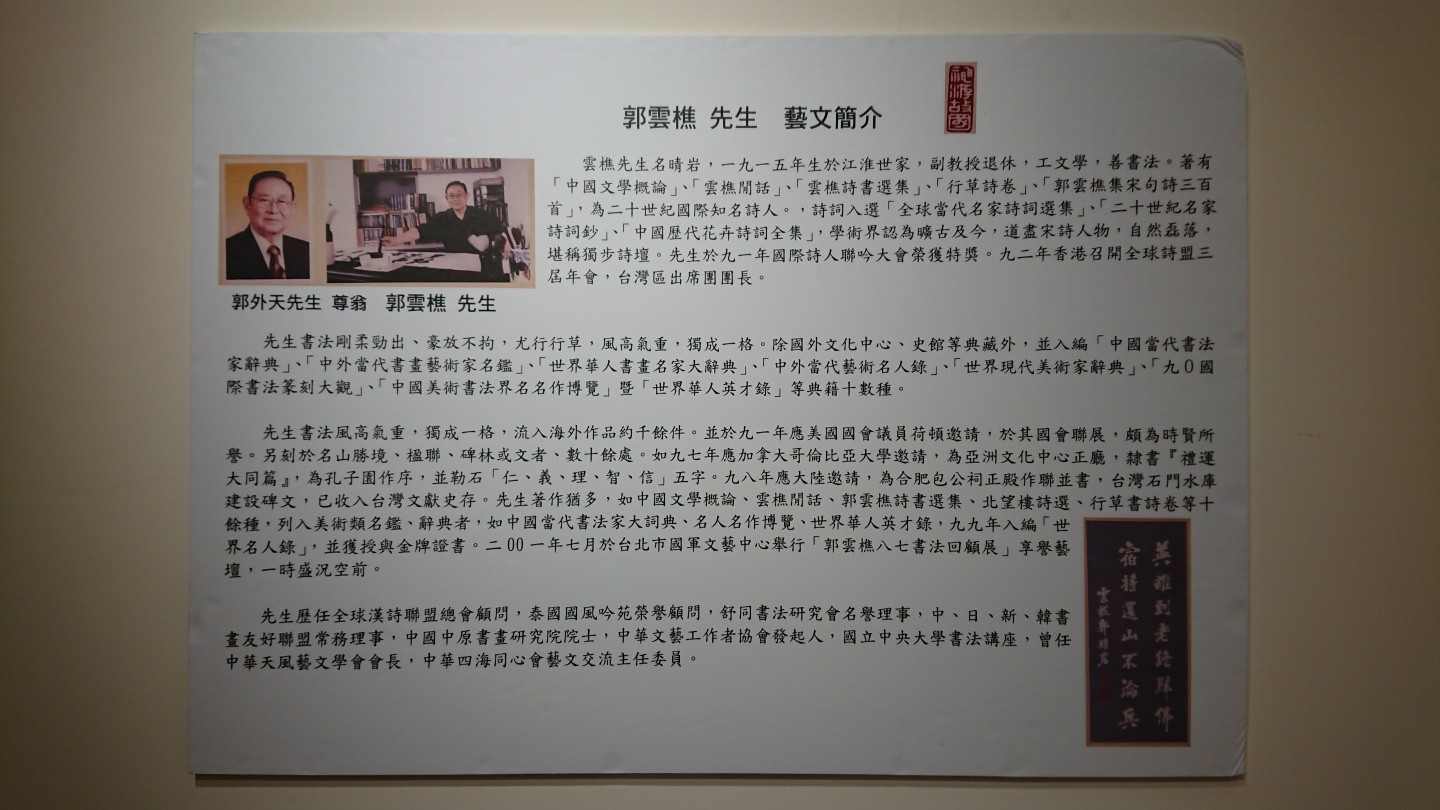 郭雲樵 先生 藝文簡介
神游故國
雲樵先生名晴岩，一九一五年生於江淮世家，副教授退休，工文學，善書法。著有
「中國文學概論」、「雲樵閒話」、「雲樵詩書選集」、「行草詩卷」、「郭雲樵集宋句詩三百
首」，為二十世紀國際知名詩人。，詩詞入選「全球當代名家詩詞選集」、「二十世紀名家
詩詞鈔」、「中國歷代花卉詩詞全集」，學術界認為曠古及今，道盡宋詩人物，自然磊落，
堪稱獨步詩壇。先生於九一年國際詩人聯吟大會榮獲特獎。九二年香港召開全球詩盟三
屆年會，台灣區出席團團長。
郭外天先生 尊翁 郭雲樵 先生
先生書法剛柔勁出、豪放不拘，尤行行草，風高氣重，獨成一格。除國外文化中心、史館等典藏外，並入編「中國當代書法
家辭典」、「中外當代書畫藝術家名鑑」、「世界華人書畫名家大辭典」、「中外當代藝術名人錄」、「世界現代美術家辭典」、「九０國
際書法篆刻大觀」、「中國美術書法界名名作博覽」暨「世界華人英才錄」等典籍十數種。
先生書法風高氣重，獨成一格，流入海外作品約千餘件。並於九一年應美國國會議員荷頓邀請，於其國會聯展，頗為時賢所
譽。另刻於名山勝境、楹聯、碑林或文者、數十餘處。如九七年應加拿大哥倫比亞大學邀請，為亞洲文化中心正廳，隸書『禮運
大同篇』，為孔子園作序，並勒石「仁、義、理、智、信」五字。九八年應大陸邀請，為合肥包公祠正殿作聯並書，台灣石門水庫
建設碑文，已收入台灣文獻史存。先生著作猶多，如中國文學概論、雲樵閒話、郭雲樵詩書選集、北望樓詩選、行草書詩卷等十
餘種，列入美術類名鑑、辭典者，如中國當代書法家大詞典、名人名作博覽、世界華人英才錄，九九年入編「世
界名人錄」，並獲授與金牌證書。二00一年七月於台北市國軍文藝中心舉行「郭雲樵八七書法回顧展」享譽藝
壇，一時盛況空前。
先生歷任全球漢詩聯盟總會顧問，泰國國風吟苑榮譽顧問，舒同書法研究會名譽理事，中、日、新、韓書
畫友好聯盟常務理事，中國中原書畫研究院院士，中華文藝工作者協會發起人，國立中央大學書法講座，曾任
中華天風藝文學會會長，中華四海同心會藝文交流主任委員。
英雄到老終歸佛
宿將還山不論兵